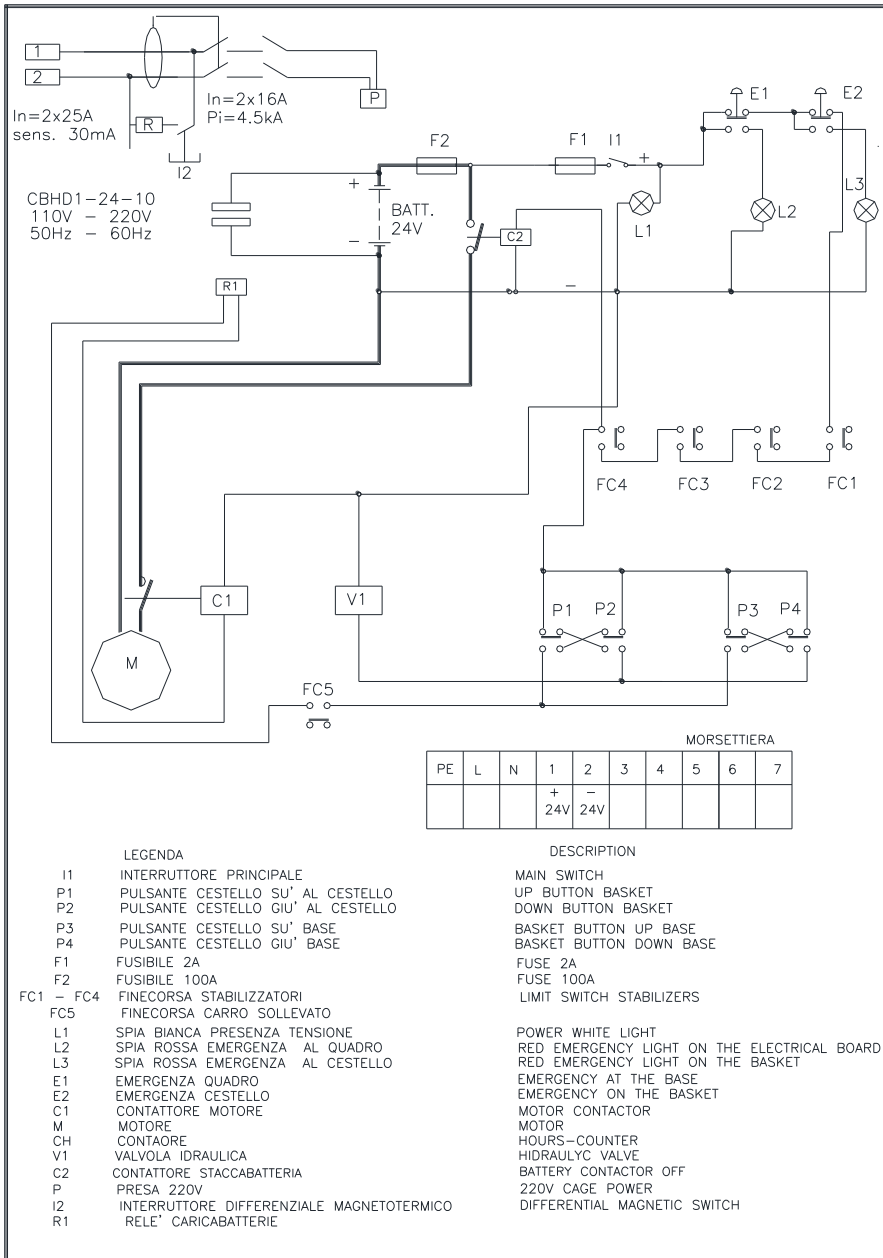 1
2
In=2x25A
sens. 30mA
R
I2
In=2x16A
Pi=4.5kA
P
CBHD1-24-10
110V - 220V
50Hz - 60Hz
+
BATT.
24V
-
F2
F1
I1
+
L1
C2
-
E1
E2
L2
L3
R1
FC4
FC3
FC2
FC1
C1
V1
M
P1
P2
P3
P4
FC5
MORSETTIERA
PE L N 1 2 3 4 5 6 7
+ -
24V 24V
LEGENDA DESCRIPTION
I1 INTERRUTTORE PRINCIPALE MAIN SWITCH
P1 PULSANTE CESTELLO SU' AL CESTELLO UP BUTTON BASKET
P2 PULSANTE CESTELLO GIU' AL CESTELLO DOWN BUTTON BASKET
P3 PULSANTE CESTELLO SU' BASE BASKET BUTTON UP BASE
P4 PULSANTE CESTELLO GIU' BASE BASKET BUTTON DOWN BASE
F1 FUSIBILE 2A FUSE 2A
F2 FUSIBILE 100A FUSE 100A
FC1 - FC4 FINECORSA STABILIZZATORI LIMIT SWITCH STABILIZERS
FC5 FINECORSA CARRO SOLLEVATO
L1 SPIA BIANCA PRESENZA TENSIONE POWER WHITE LIGHT
L2 SPIA ROSSA EMERGENZA AL QUADRO RED EMERGENCY LIGHT ON THE ELECTRICAL BOARD
L3 SPIA ROSSA EMERGENZA AL CESTELLO RED EMERGENCY LIGHT ON THE BASKET
E1 EMERGENZA QUADRO EMERGENCY AT THE BASE
E2 EMERGENZA CESTELLO EMERGENCY ON THE BASKET
C1 CONTATTORE MOTORE MOTOR CONTACTOR
M MOTORE MOTOR
CH CONTAORE HOURS-COUNTER
V1 VALVOLA IDRAULICA HIDRAULYC VALVE
C2 CONTATTORE STACCABATTERIA BATTERY CONTACTOR OFF
P PRESA 220V 220V CAGE POWER
I2 INTERRUTTORE DIFFERENZIALE MAGNETOTERMICO DIFFERENTIAL MAGNETIC SWITCH
R1 RELE' CARICABATTERIE